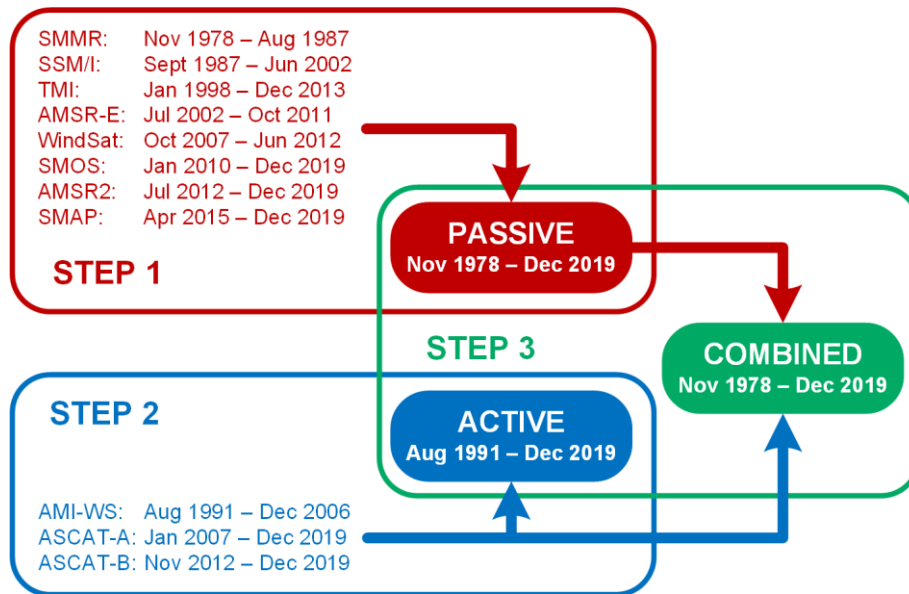 SMMR: Nov 1978 – Aug 1987
SSM/I: Sept 1987 – Jun 2002
TMI: Jan 1998 – Dec 2013
AMSR-E: Jul 2002 – Oct 2011
WindSat: Oct 2007 – Jun 2012
SMOS: Jan 2010 – Dec 2019
AMSR2: Jul 2012 – Dec 2019
SMAP: Apr 2015 – Dec 2019
STEP 1
PASSIVE
Nov 1978 – Dec 2019
STEP 3
COMBINED
Nov 1978 – Dec 2019
STEP 2
ACTIVE
Aug 1991 – Dec 2019
AMI-WS: Aug 1991 – Dec 2006
ASCAT-A: Jan 2007 – Dec 2019
ASCAT-B: Nov 2012 – Dec 2019